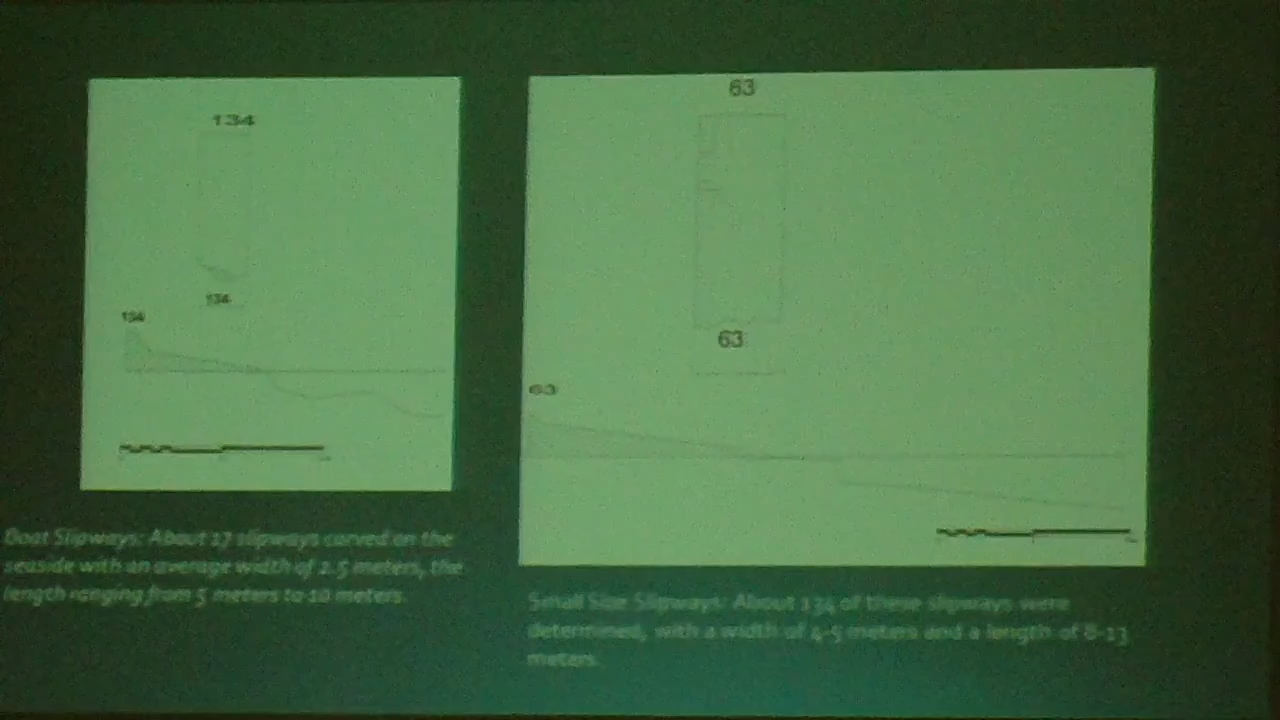 134
134
134
Boat Slipways: About 17 slipways carved on the
seaside with an average width of 2.5 meters, the
length ranging from 5 meters to 10 meters.
63
63
63
Small Size Slipways: About 134 of these slipways were
determined, with a width of 4-5 meters and a length of 8-13
meters.